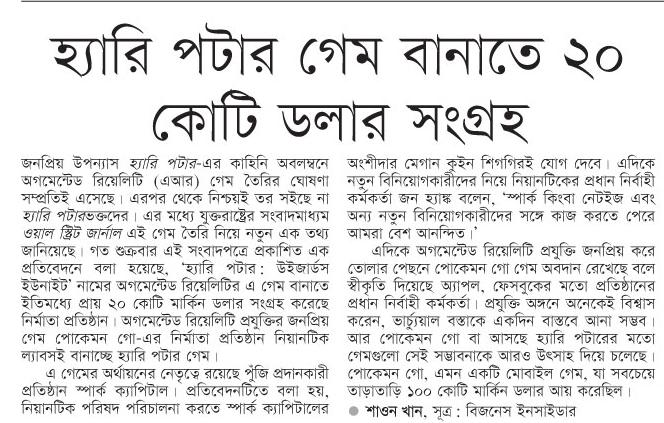 হ্যারি পটার গেম বানাতে ২০
কোটি ডলার সংগ্রহ
জনপ্রিয় উপন্যাস হ্যারি পটার-এর কাহিনি অবলম্বনে
অগমেন্টেড রিয়েলিটি (এআর) গেম তৈরির ঘোষণা
সম্প্রতিই এসেছে। এরপর থেকে নিশ্চয়ই তর সইছে না
হ্যারি পটারভক্তদের। এর মধ্যে যুক্তরাষ্ট্রের সংবাদমাধ্যম
ওয়াল স্ট্রিট জার্নাল এই গেম তৈরি নিয়ে নতুন এক তথ্য
জানিয়েছে। গত শুক্রবার এই সংবাদপত্রে প্রকাশিত এক
প্রতিবেদনে বলা হয়েছে, 'হ্যারি পটার: উইজার্ডস
ইউনাইট' নামের অগমেন্টেড রিয়েলিটির এ গেম বানাতে
ইতিমধ্যে প্রায় ২০ কোটি মার্কিন ডলার সংগ্রহ করেছে
নির্মাতা প্রতিষ্ঠান। অগমেন্টেড রিয়েলিটি প্রযুক্তির জনপ্রিয়
গেম পোকেমন গো-এর নির্মাতা প্রতিষ্ঠান নিয়ানটিক
ল্যাবসই বানাচ্ছে হ্যারি পটার গেম।
এ গেমের অর্থায়নের নেতৃত্বে রয়েছে পুঁজি প্রদানকারী
প্রতিষ্ঠান স্পার্ক ক্যাপিটাল। প্রতিবেদনটিতে বলা হয়,
নিয়ানটিক পরিষদ পরিচালনা করতে স্পার্ক ক্যাপিটালের
অংশীদার মেগান কুইন শিগগিরই যোগ দেবে। এদিকে
নতুন বিনিয়োগকারীদের নিয়ে নিয়ানটিকের প্রধান নির্বাহী
কর্মকর্তা জন হ্যাঙ্ক বলেন, 'স্পার্ক কিংবা নেটইজ এবং
অন্য নতুন বিনিয়োগকারীদের সঙ্গে কাজ করতে পেরে
আমরা বেশ আনন্দিত।'
এদিকে অগমেন্টেড রিয়েলিটি প্রযুক্তি জনপ্রিয় করে
তোলার পেছনে পোকেমন গো গেম অবদান রেখেছে বলে
স্বীকৃতি দিয়েছে অ্যাপল, ফেসবুকের মতো প্রতিষ্ঠানের
প্রধান নির্বাহী কর্মকর্তা। প্রযুক্তি অঙ্গনে অনেকেই বিশ্বাস
করেন, ভার্চ্যুয়াল বস্তুকে একদিন বাস্তবে আনা সম্ভব।
আর পোকেমন গো বা আসছে হ্যারি পটারের মতো
গেমগুলো সেই সম্ভাবনাকে আরও উৎসাহ দিয়ে চলেছে।
পোকেমন গো, এমন একটি মোবাইল গেম, যা সবচেয়ে
তাড়াতাড়ি ১০০ কোটি মার্কিন ডলার আয় করেছিল।
● শাওন খান, সূত্র: বিজনেস ইনসাইডার